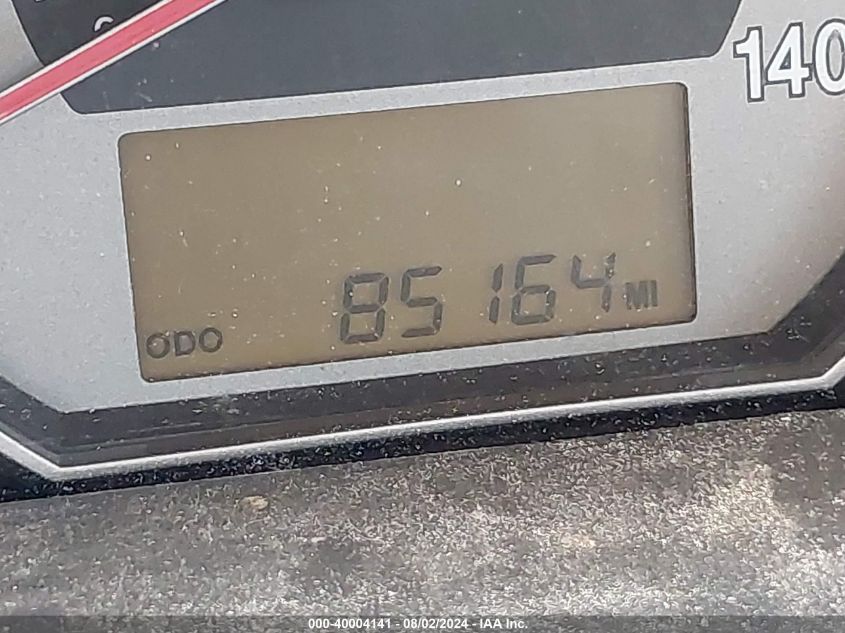 140
85164 MI
ODO
000-40004141 - 08/02/2024 - IAA, Inc.